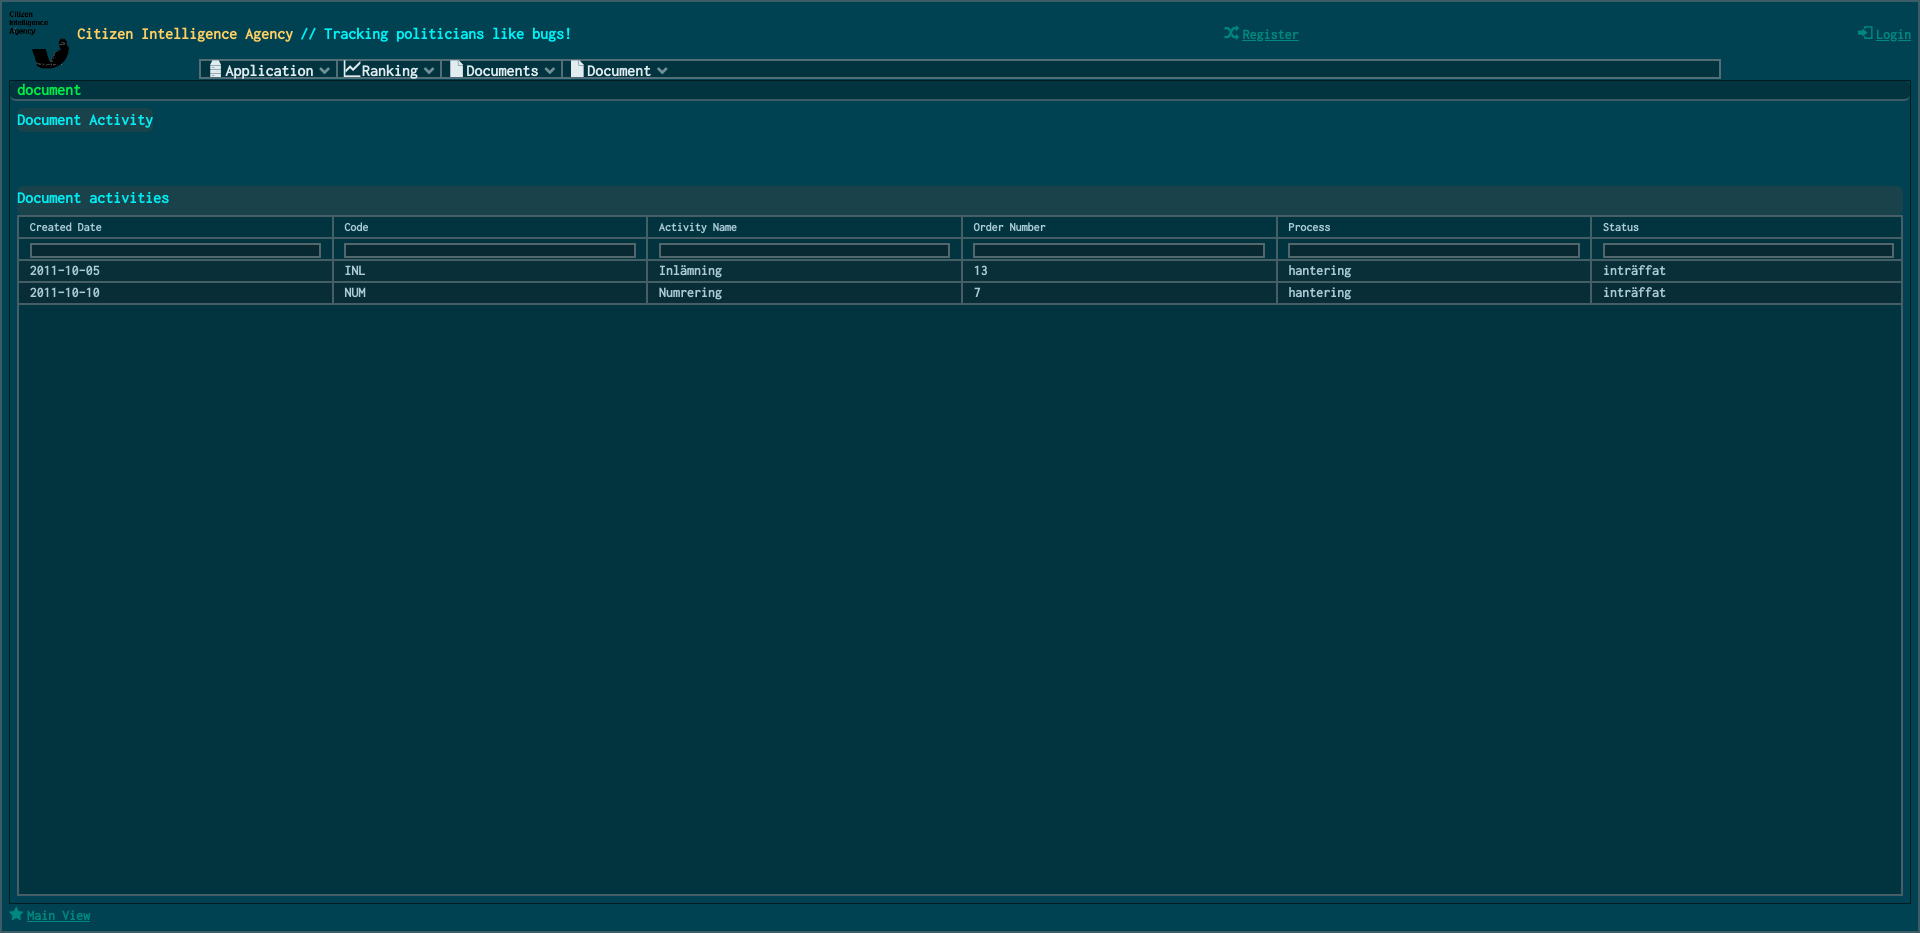 Citizen
Intelligence
Agency
Citizen Intelligence Agency // Tracking politicians like bugs!
Register
Login
Application Ranking Documents Document
document
Document Activity
Document activities
Created Date Code Activity Name Order Number Process Status
2011-10-05 INL Inlämning 13 hantering inträffat
2011-10-10 NUM Numrering 7 hantering inträffat
Main View